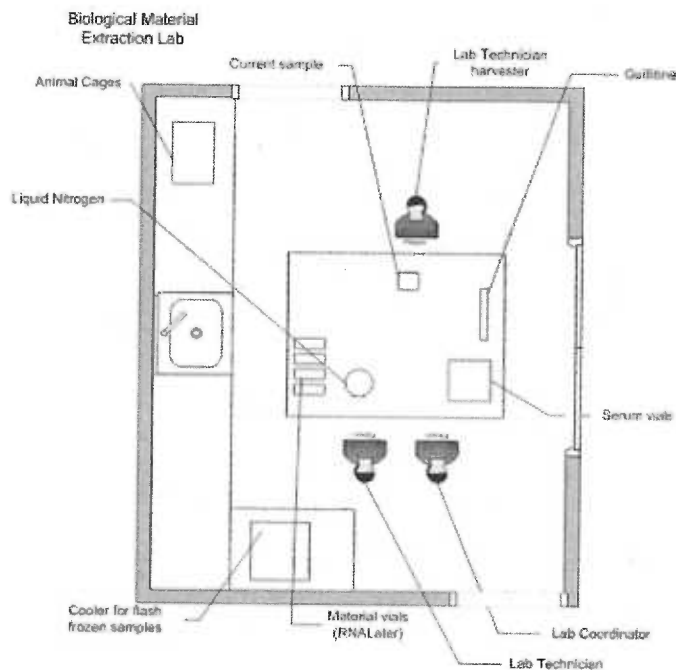 Biological Material
Extraction Lab
Current sample
Lab Technician
harvester
Guillitine
Animal Cages
Liquid Nitrogen
Serum vials
Cooler for flash
frozen samples
Material vials
(RNALater)
Lab Coordinator
Lab Technician